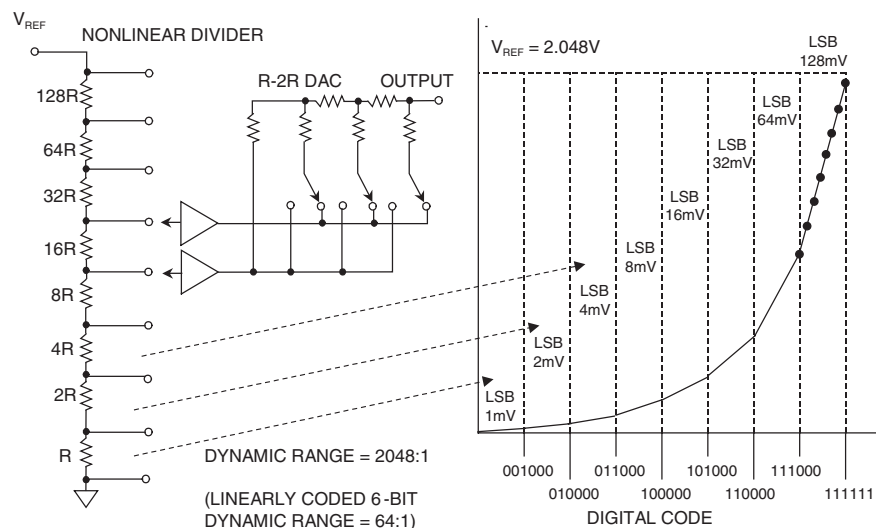 VREF
NONLINEAR DIVIDER
128R
64R
32R
16R
8R
4R
2R
R
R-2R DAC
OUTPUT
DYNAMIC RANGE = 2048:1
(LINEARLY CODED 6-BIT
DYNAMIC RANGE = 64:1)
VREF = 2.048V
LSB
128mV
LSB
64mV
LSB
32mV
LSB
16mV
LSB
8mV
LSB
4mV
LSB
2mV
LSB
1mV
001000
011000
101000
111000
010000
100000
110000
111111
DIGITAL CODE